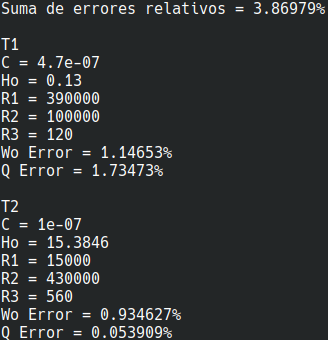 Suma de errores relativos = 3.86979%
T1
C = 4.7e-07
Ho = 0.13
R1 = 390000
R2 = 100000
R3 = 120
Wo Error = 1.14653%
Q Error = 1.73473%
T2
C = 1e-07
Ho = 15.3846
R1 = 15000
R2 = 430000
R3 = 560
Wo Error = 0.934627%
Q Error = 0.053909%